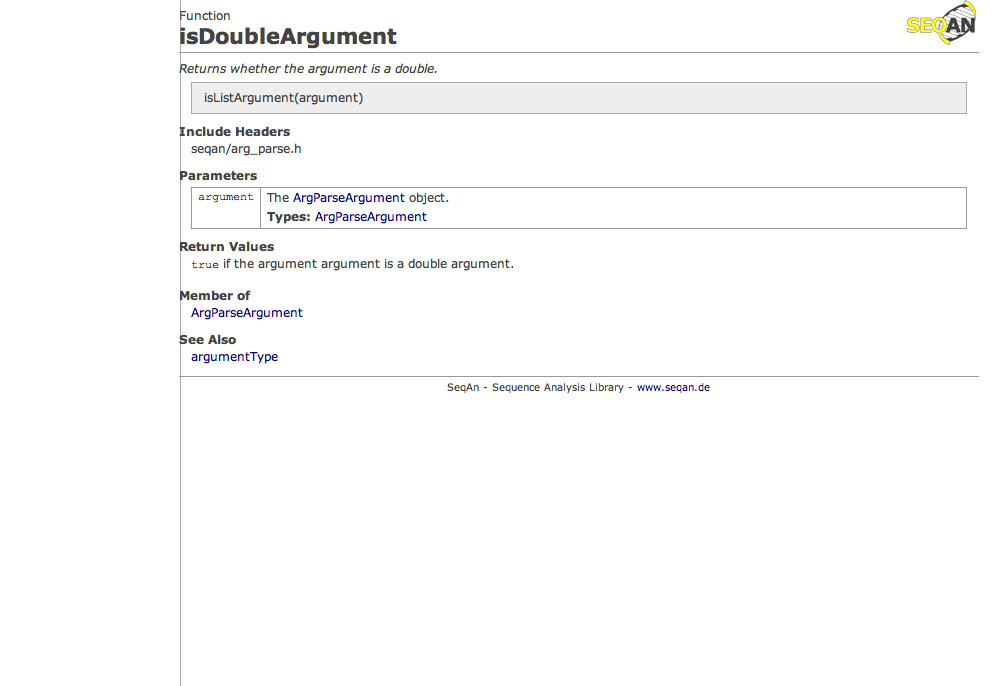 Function
SEQAN
isDoubleArgument
Returns whether the argument is a double.
isListArgument(argument)
Include Headers
seqan/arg_parse.h
Parameters
argument The ArgParseArgument object.
Types: ArgParseArgument
Return Values
true if the argument argument is a double argument.
Member of
ArgParseArgument
See Also
argumentType
SeqAn - Sequence Analysis Library - www.seqan.de